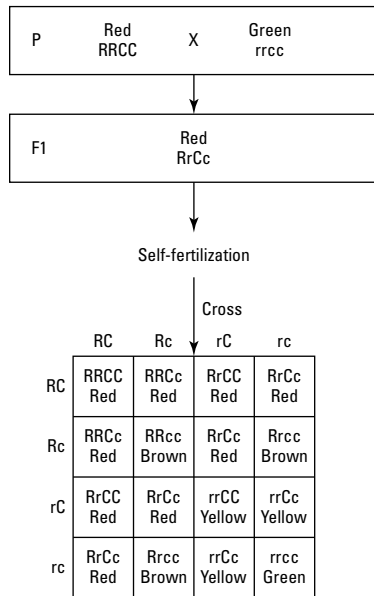 P Red X Green
RRCC rrcc
F1 Red
RrCc
Self-fertilization
Cross
RC Rc rC rc
RC RRCC RRCc RrCC RrCc
Red Red Red Red
Rc RRCc RRcc RrCc Rrcc
Red Brown Red Brown
rC RrCC RrCc rrCC rrCc
Red Red Yellow Yellow
rc RrCc Rrcc rrCc rrcc
Red Brown Yellow Green